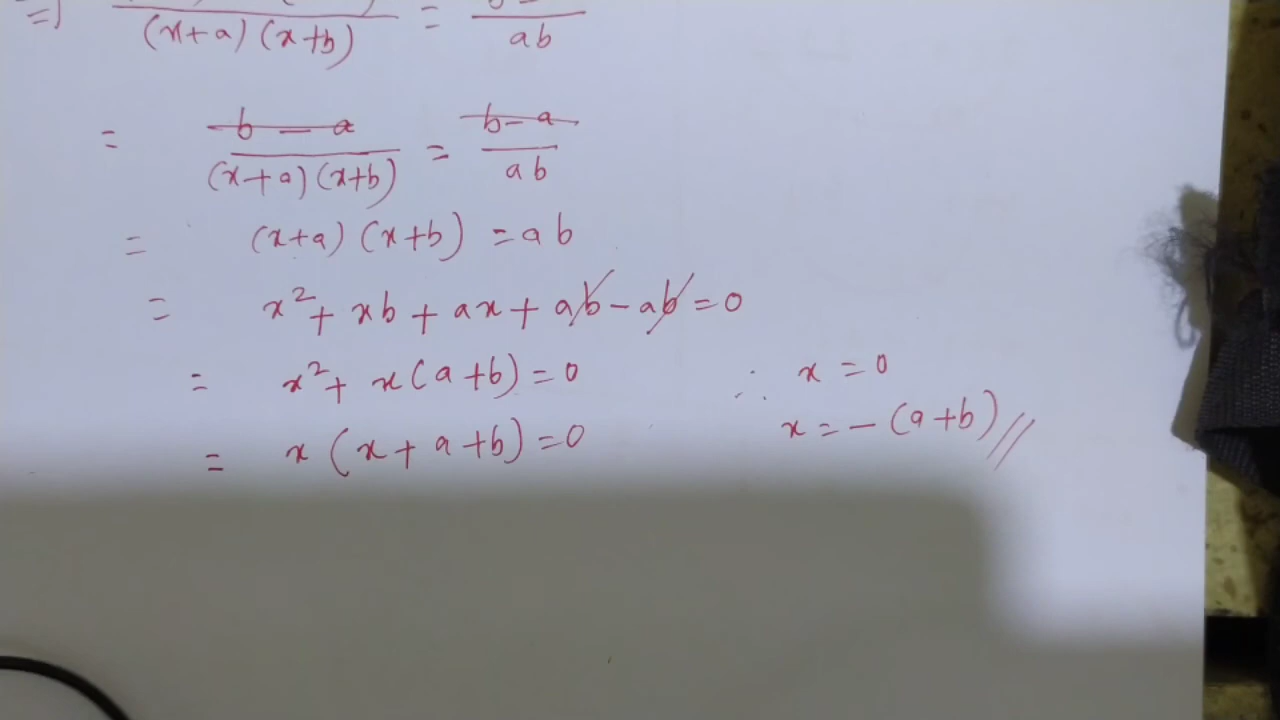 => / (x+a) (x+b) = / ab
= b - a / (x+a) (x+b) = b - a / ab
= (x+a) (x+b) = ab
= x² + xb + ax + ab - ab = 0
= x² + x(a+b) = 0
∴ x = 0
= x (x + a + b) = 0
x = - (a+b) //